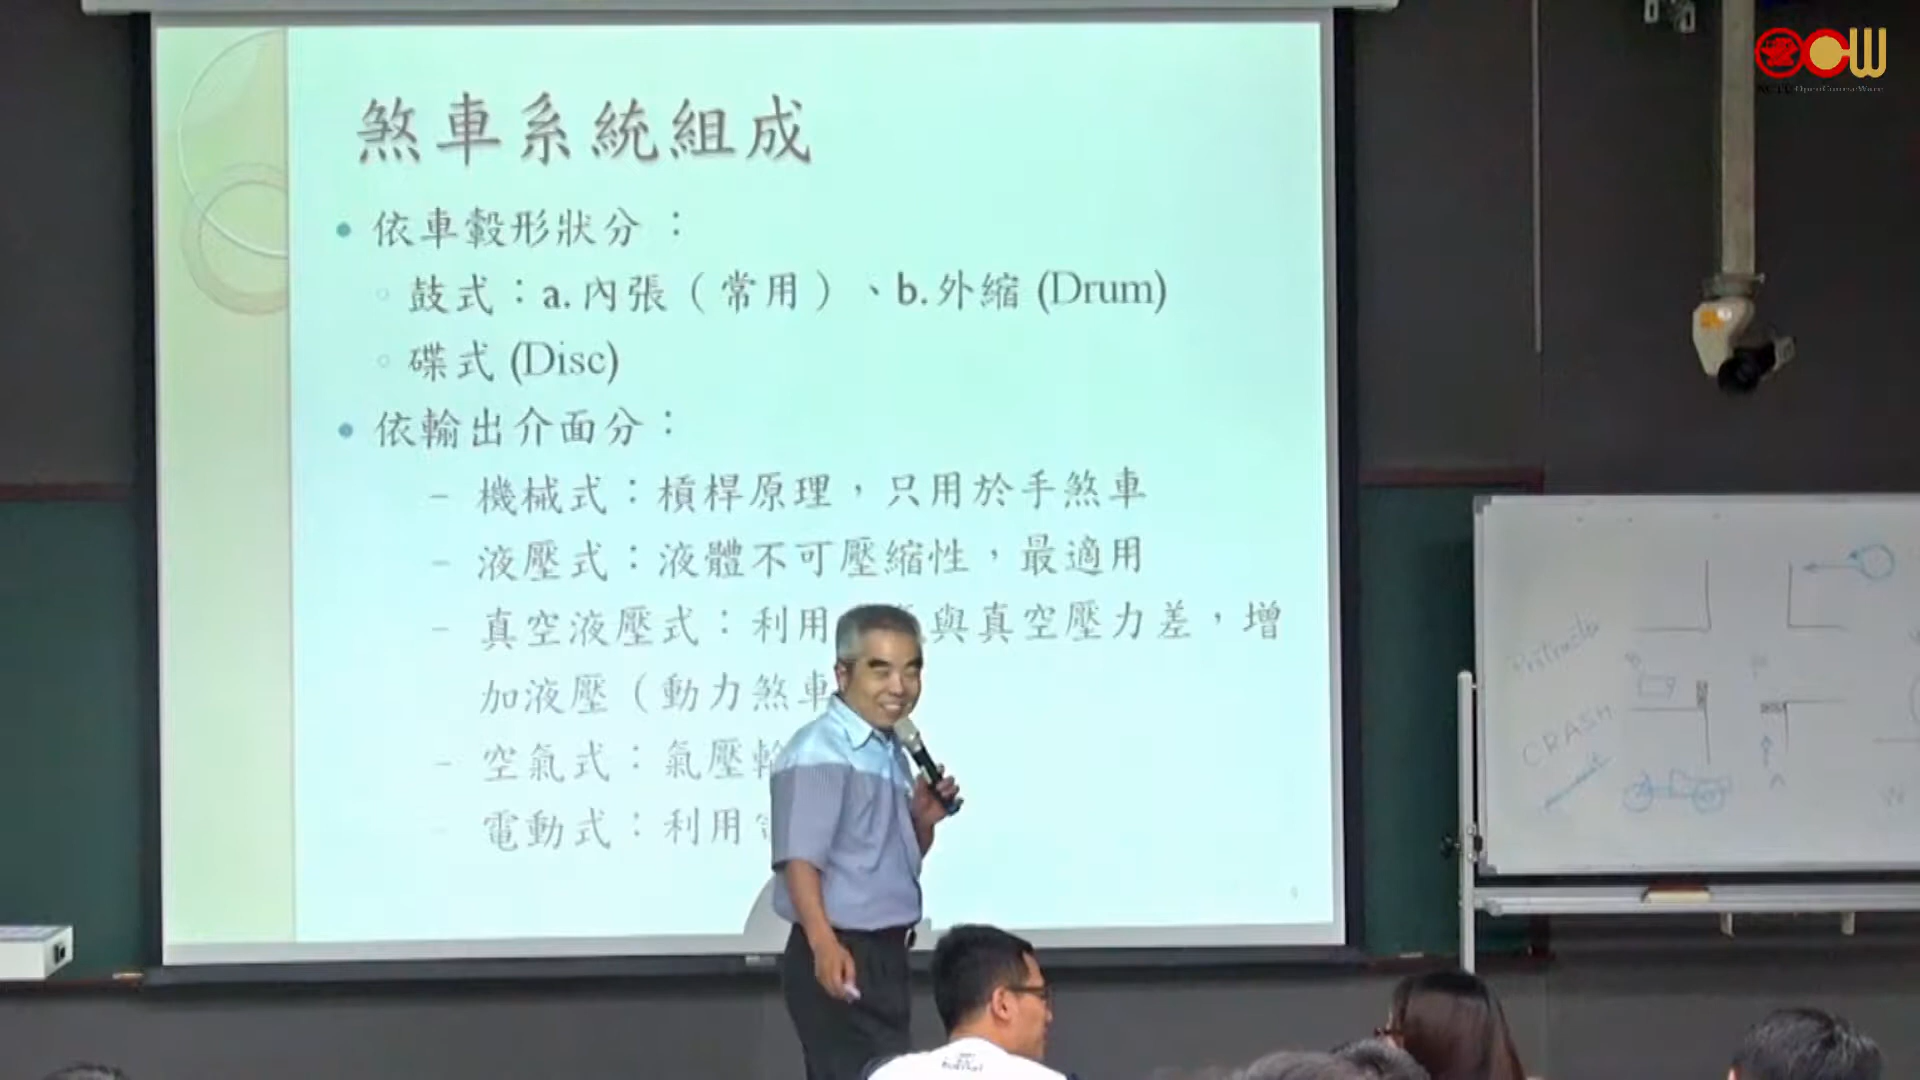 煞車系統組成
依車轂形狀分：
鼓式：a.內張（常用）、b.外縮 (Drum)
碟式 (Disc)
依輸出介面分：
– 機械式：槓桿原理，只用於手煞車
– 液壓式：液體不可壓縮性，最適用
– 真空液壓式：利用 與真空壓力差，增
加液壓（動力煞車
– 空氣式：氣壓輸
– 電動式：利用
CRASH
OCW
NCTU OpenCourseWare